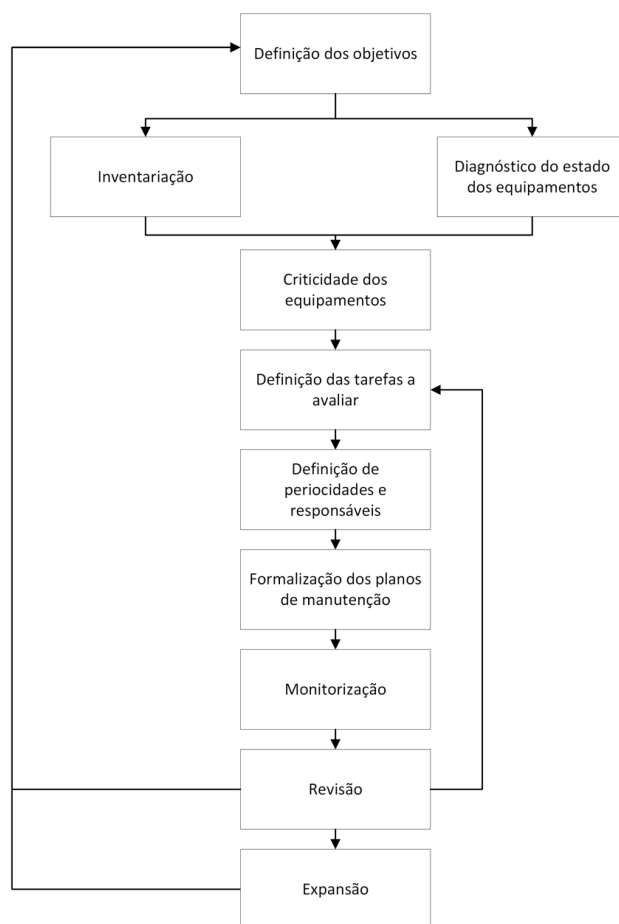 Definição dos objetivos
Inventariação
Diagnóstico do estado
dos equipamentos
Criticidade dos
equipamentos
Definição das tarefas a
avaliar
Definição de
periocidades e
responsáveis
Formalização dos planos
de manutenção
Monitorização
Revisão
Expansão